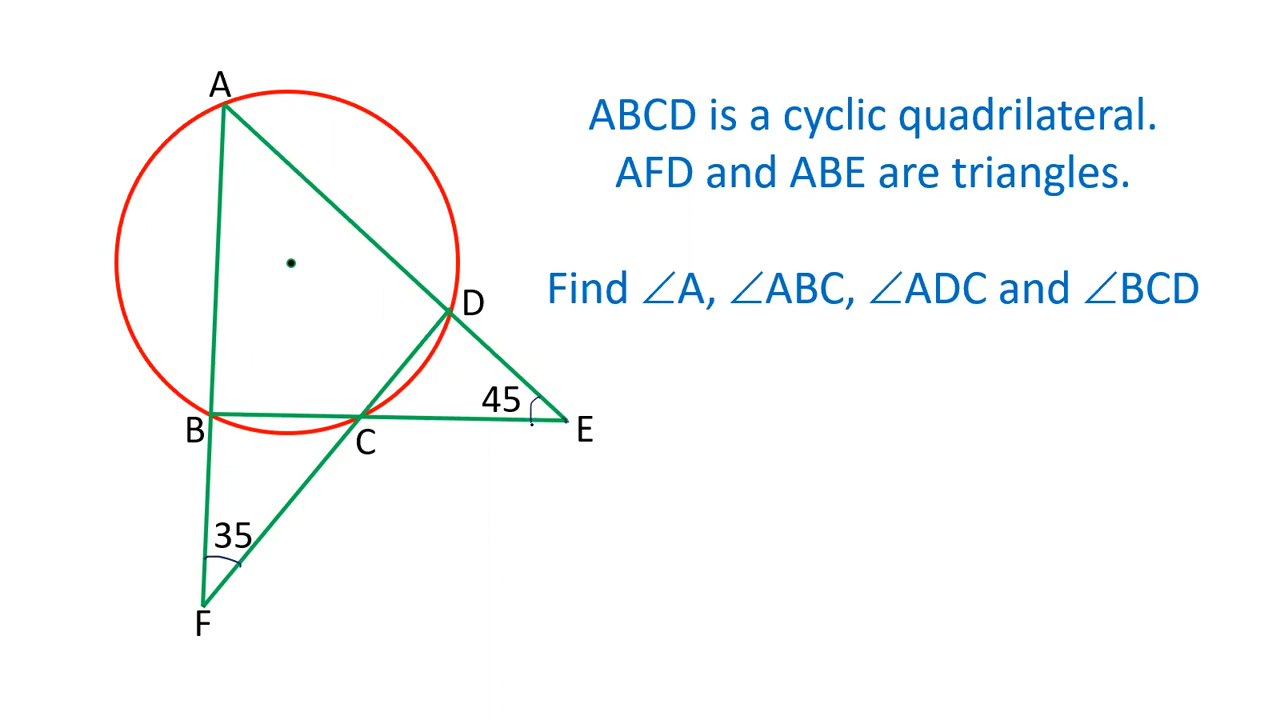 A
ABCD is a cyclic quadrilateral.
AFD and ABE are triangles.
Find ∠A, ∠ABC, ∠ADC and ∠BCD
D
45
B
C
E
35
F